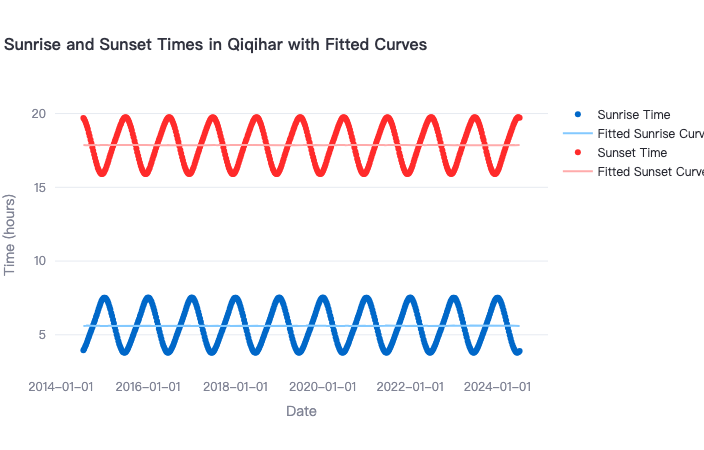 Sunrise and Sunset Times in Qiqihar with Fitted Curves
20
15
10
5
Time (hours)
2014-01-01
2016-01-01
2018-01-01
2020-01-01
2022-01-01
2024-01-01
Date
Sunrise Time
Fitted Sunrise Curv
Sunset Time
Fitted Sunset Curve